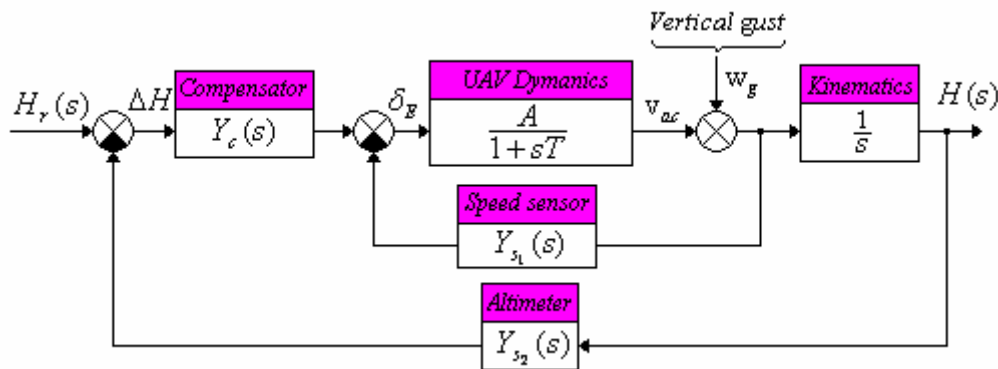 Vertical gust
Compensator
UAV Dymanics
Kinematics
H_r(s)
ΔH
Y_c(s)
δ_E
A
1+sT
v_ac
w_g
1
s
H(s)
Speed sensor
Y_s₁(s)
Altimeter
Y_s₂(s)